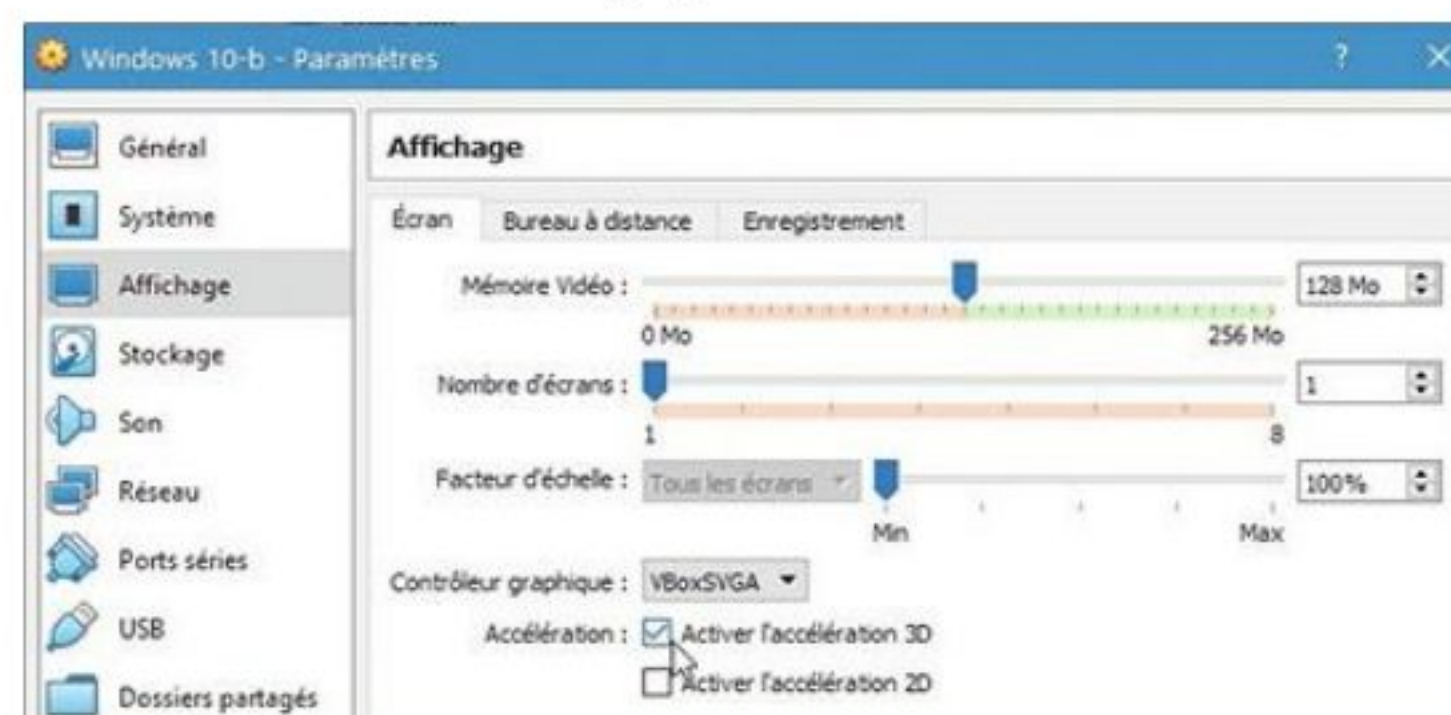 Windows 10-b - Paramètres ? ×
Général
Système
Affichage
Stockage
Son
Réseau
Ports séries
USB
Dossiers partagés
Affichage
Écran Bureau à distance Enregistrement
Mémoire Vidéo : 128 Mo
0 Mo 256 Mo
Nombre d'écrans : 1
1 8
Facteur d'échelle : Tous les écrans 100%
Min Max
Contrôleur graphique : VBoxSVGA
Accélération : Activer l'accélération 3D
Activer l'accélération 2D